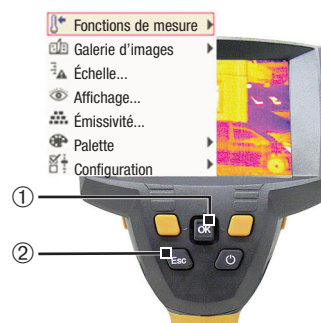 Fonctions de mesure
Galerie d'images
Échelle...
Affichage...
Émissivité...
Palette
Configuration
①
OK
②
Esc